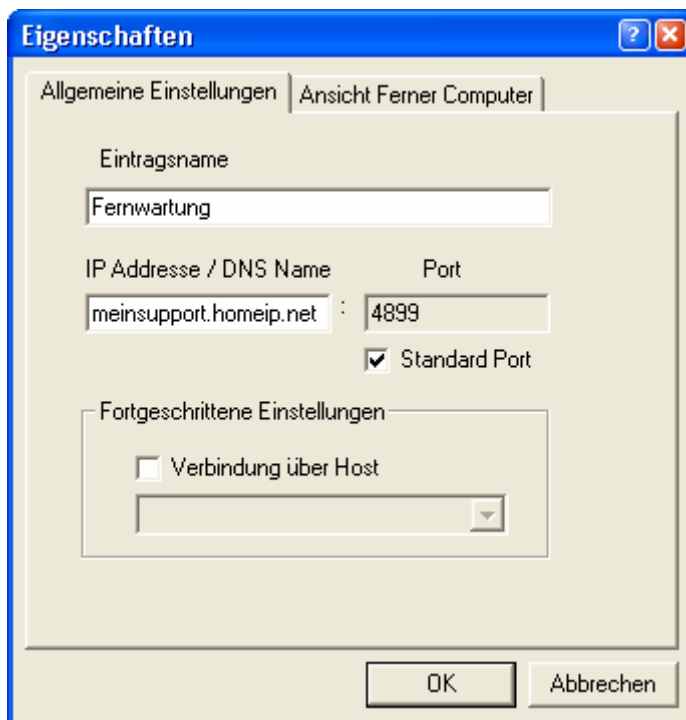 Eigenschaften
Allgemeine Einstellungen Ansicht Ferner Computer
Eintragsname
Fernwartung
IP Addresse / DNS Name Port
meinsupport.homeip.net : 4899
Standard Port
Fortgeschrittene Einstellungen
Verbindung über Host
OK Abbrechen